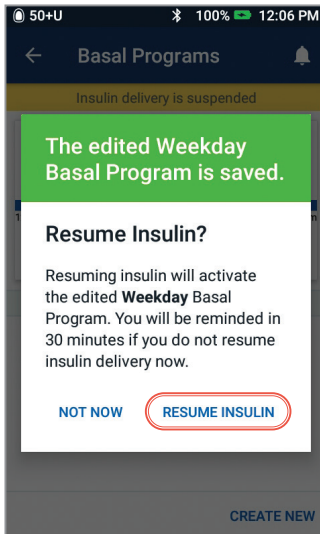 50+U 100% 12:06 PM
Basal Programs
Insulin delivery is suspended
The edited Weekday
Basal Program is saved.
Resume Insulin?
Resuming insulin will activate
the edited Weekday Basal
Program. You will be reminded in
30 minutes if you do not resume
insulin delivery now.
NOT NOW RESUME INSULIN
CREATE NEW